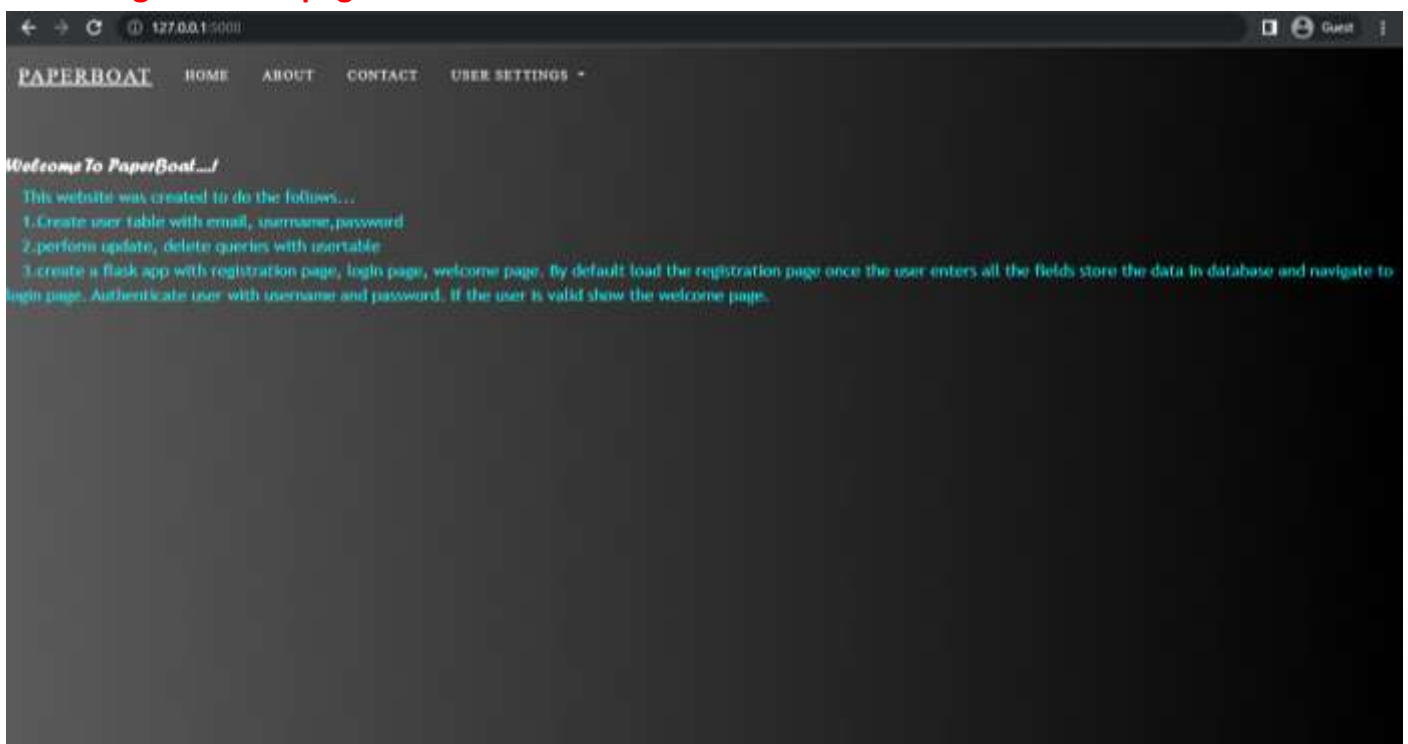 127.0.0.1:5000
Guest
PAPERBOAT HOME ABOUT CONTACT USER SETTINGS
Welcome To PaperBoat....!
This website was created to do the follows...
1.Create user table with email, username,password
2.perform update, delete queries with usertable
3.create a flask app with registration page, login page, welcome page. By default load the registration page once the user enters all the fields store the data in database and navigate to
login page. Authenticate user with username and password. If the user is valid show the welcome page.